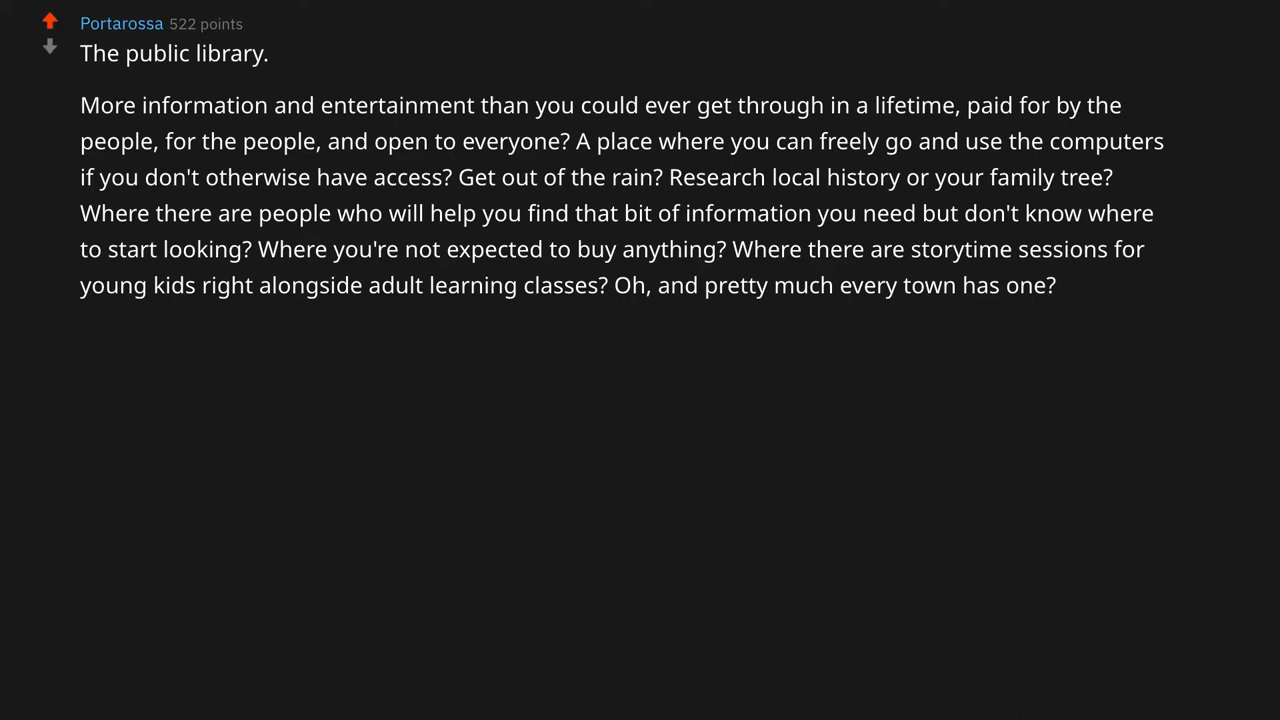 Portarossa 522 points
The public library.
More information and entertainment than you could ever get through in a lifetime, paid for by the
people, for the people, and open to everyone? A place where you can freely go and use the computers
if you don't otherwise have access? Get out of the rain? Research local history or your family tree?
Where there are people who will help you find that bit of information you need but don't know where
to start looking? Where you're not expected to buy anything? Where there are storytime sessions for
young kids right alongside adult learning classes? Oh, and pretty much every town has one?